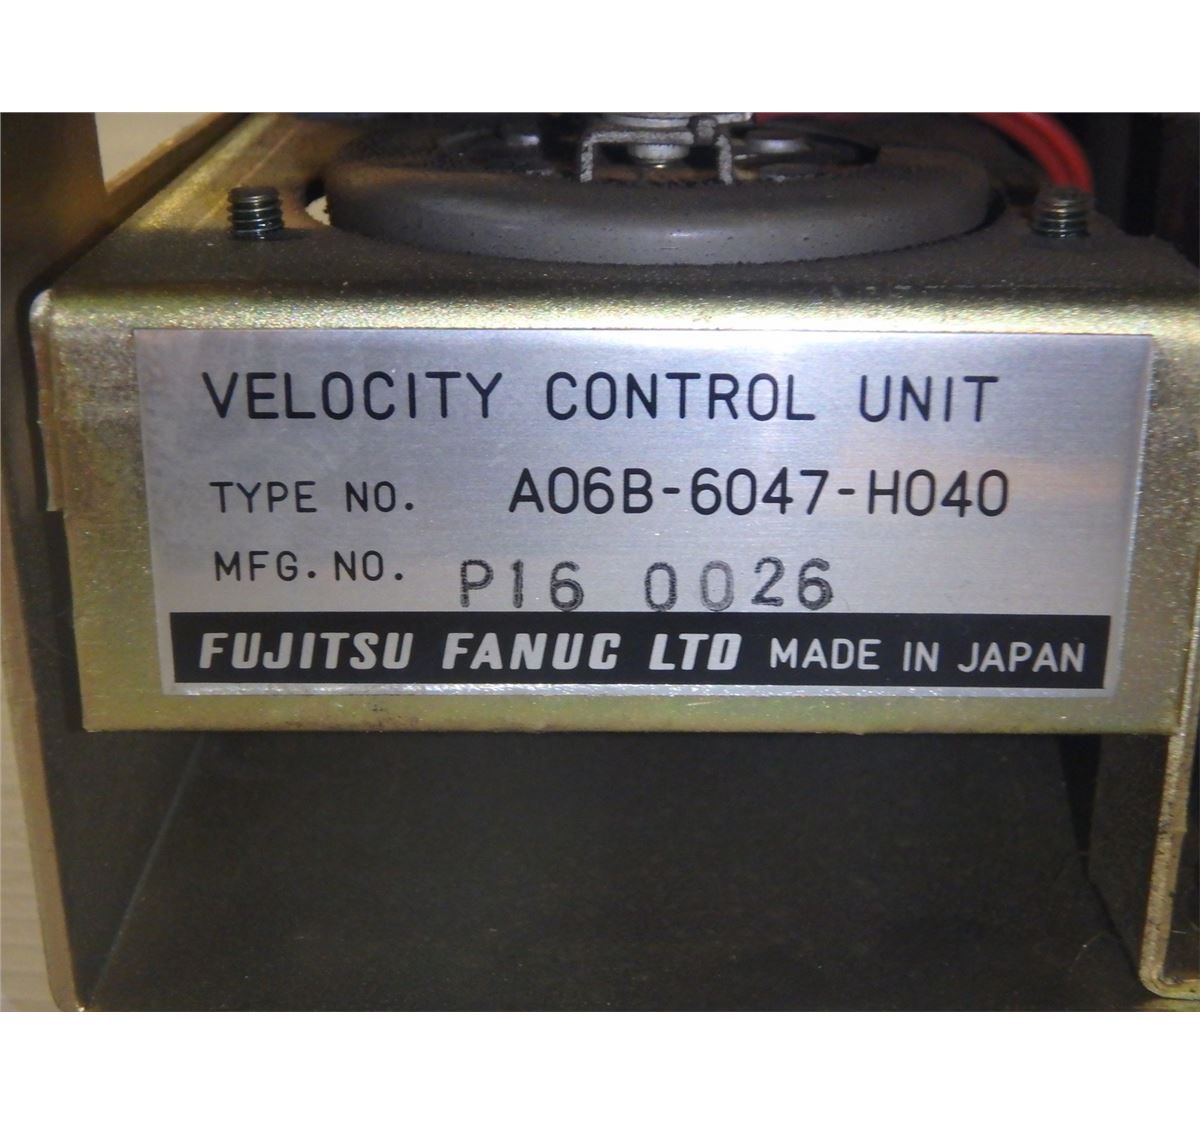 VELOCITY CONTROL UNIT
TYPE NO. A06B-6047-H040
MFG. NO. P16 0026
FUJITSU FANUC LTD MADE IN JAPAN